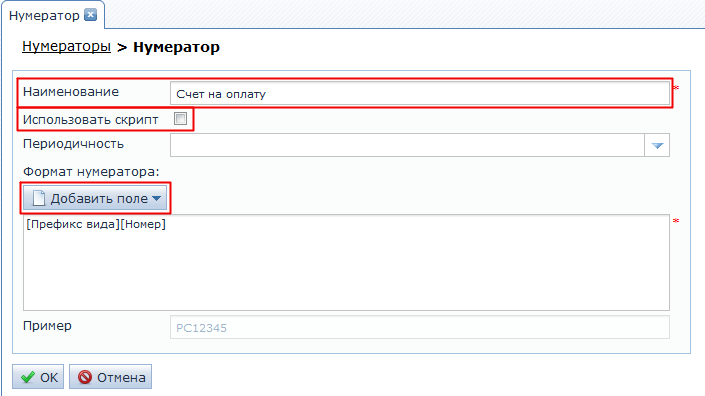 Нумератор
Нумераторы > Нумератор
Наименование Счет на оплату *
Использовать скрипт
Периодичность
Формат нумератора:
Добавить поле
[Префикс вида][Номер] *
Пример РС12345
OK Отмена